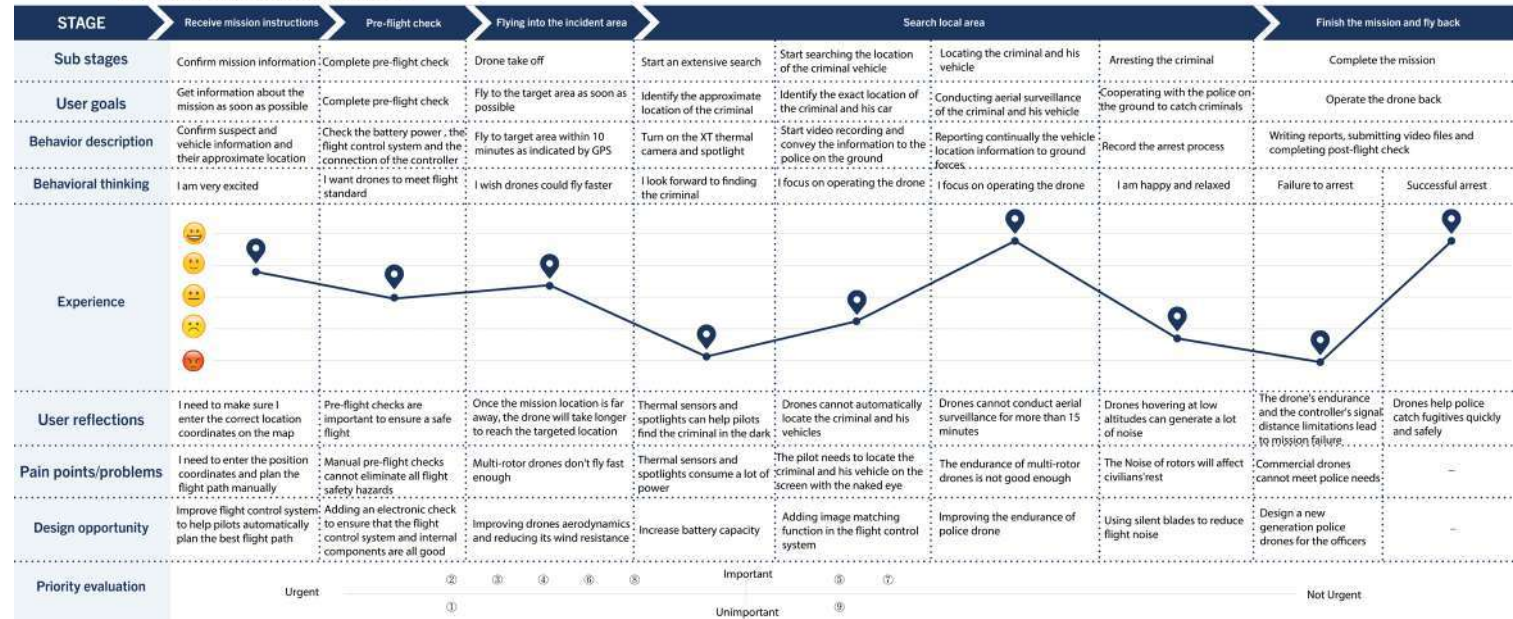 STAGE
Receive mission instructions
Pre-flight check
Flying into the incident area
Search local area
Finish the mission and fly back
Sub stages
Confirm mission information
Complete pre-flight check
Drone take off
Start an extensive search
Start searching the location
of the criminal vehicle
Locating the criminal and his
vehicle
Arresting the criminal
Complete the mission
User goals
Get information about the
mission as soon as possible
Complete pre-flight check
Fly to the target area as soon as
possible
Identify the approximate
location of the criminal
Identify the exact location of
the criminal and his car
Conducting aerial surveillance
of the criminal and his vehicle
Cooperating with the police on
the ground to catch criminals
Operate the drone back
Behavior description
Confirm suspect and
vehicle information and
their approximate location
Check the battery power , the
flight control system and the
connection of the controller
Fly to target area within 10
minutes as indicated by GPS
Turn on the XT thermal
camera and spotlight
Start video recording and
convey the information to the
police on the ground
Reporting continually the vehicle
location information to ground
forces
Record the arrest process
Writing reports, submitting video files and
completing post-flight check
Behavioral thinking
I am very excited
I want drones to meet flight
standard
I wish drones could fly faster
I look forward to finding
the criminal
I focus on operating the drone
I focus on operating the drone
I am happy and relaxed
Failure to arrest
Successful arrest
Experience
User reflections
I need to make sure I
enter the correct location
coordinates on the map
Pre-flight checks are
important to ensure a safe
flight
Once the mission location is far
away, the drone will take longer
to reach the targeted location
Thermal sensors and
spotlights can help pilots
find the criminal in the dark
Drones cannot automatically
locate the criminal and his
vehicles
Drones cannot conduct aerial
surveillance for more than 15
minutes
Drones hovering at low
altitudes can generate a lot
of noise
The drone's endurance
and the controller's signal
distance limitations lead
to mission failure
Drones help police
catch fugitives quickly
and safely
Pain points/problems
I need to enter the position
coordinates and plan the
flight path manually
Manual pre-flight checks
cannot eliminate all flight
safety hazards
Multi-rotor drones don't fly fast
enough
Thermal sensors and
spotlights consume a lot of
power
The pilot needs to locate the
criminal and his vehicle on the
screen with the naked eye
The endurance of multi-rotor
drones is not good enough
The Noise of rotors will affect
civilians'rest
Commercial drones
cannot meet police needs
–
Design opportunity
Improve flight control system
to help pilots automatically
plan the best flight path
Adding an electronic check
to ensure that the flight
control system and internal
components are all good
Improving drones aerodynamics
and reducing its wind resistance
Increase battery capacity
Adding image matching
function in the flight control
system
Improving the endurance of
police drone
Using silent blades to reduce
flight noise
Design a new
generation police
drones for the officers
–
Priority evaluation
Important
② ③ ④ ⑥ ⑧ ⑤ ⑦
Urgent
Not Urgent
① ⑨
Unimportant